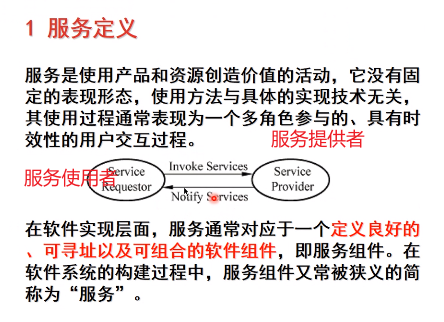 1 服务定义
服务是使用产品和资源创造价值的活动，它没有固
定的表现形态，使用方法与具体的实现技术无关，
其使用过程通常表现为一个多角色参与的、具有时
效性的用户交互过程。
服务提供者
服务使用者
Service
Requestor
Invoke Services
Notify Services
Service
Provider
在软件实现层面，服务通常对应于一个定义良好的
、可寻址以及可组合的软件组件，即服务组件。在
软件系统的构建过程中，服务组件又常被狭义的简
称为“服务”。